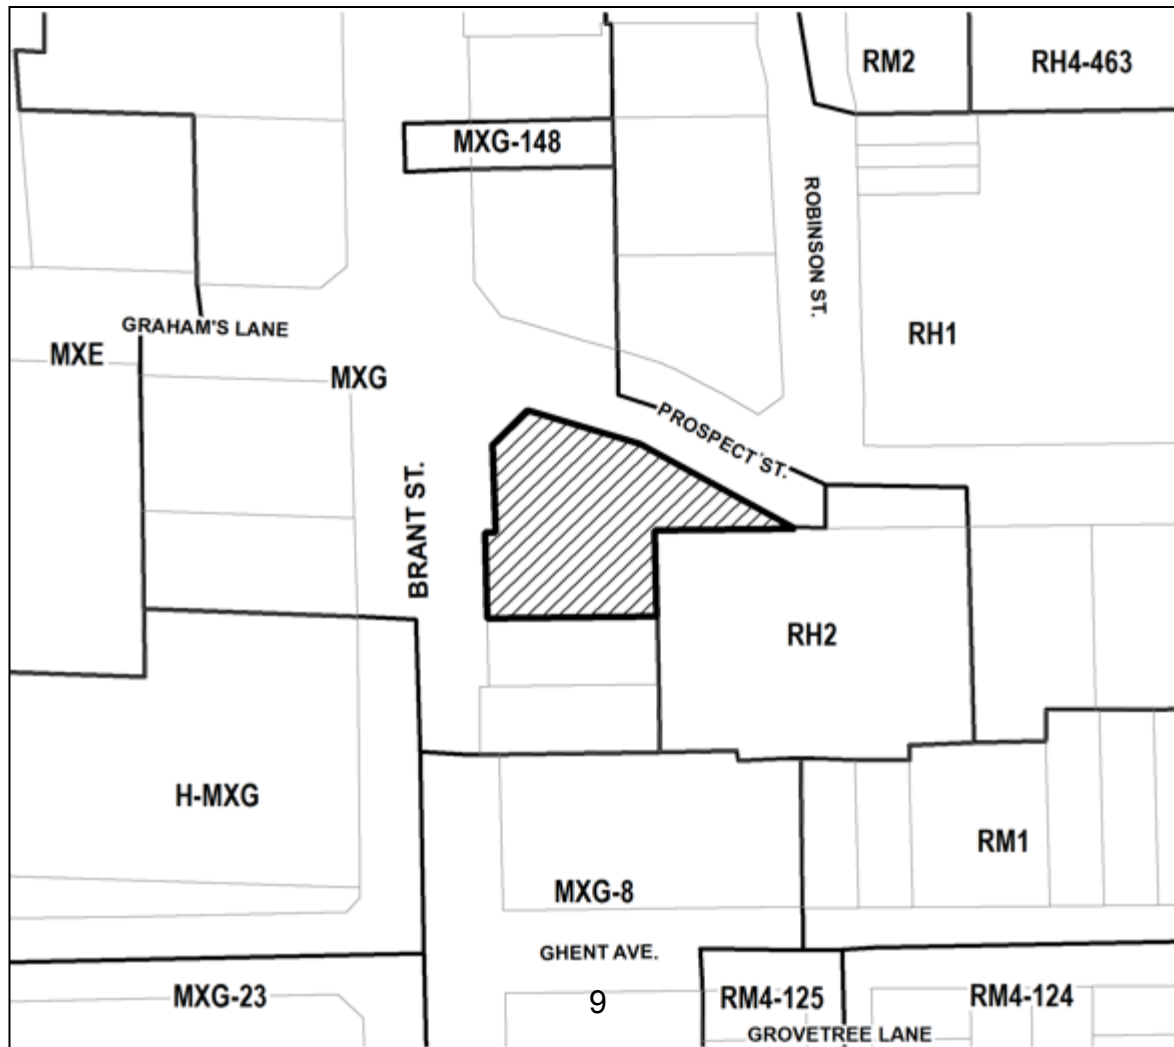 RM2
RH4-463
MXG-148
ROBINSON ST.
GRAHAM'S LANE
RH1
MXE
MXG
PROSPECT ST.
BRANT ST.
RH2
H-MXG
RM1
MXG-8
GHENT AVE.
MXG-23
9
RM4-125
RM4-124
GROVETREE LANE